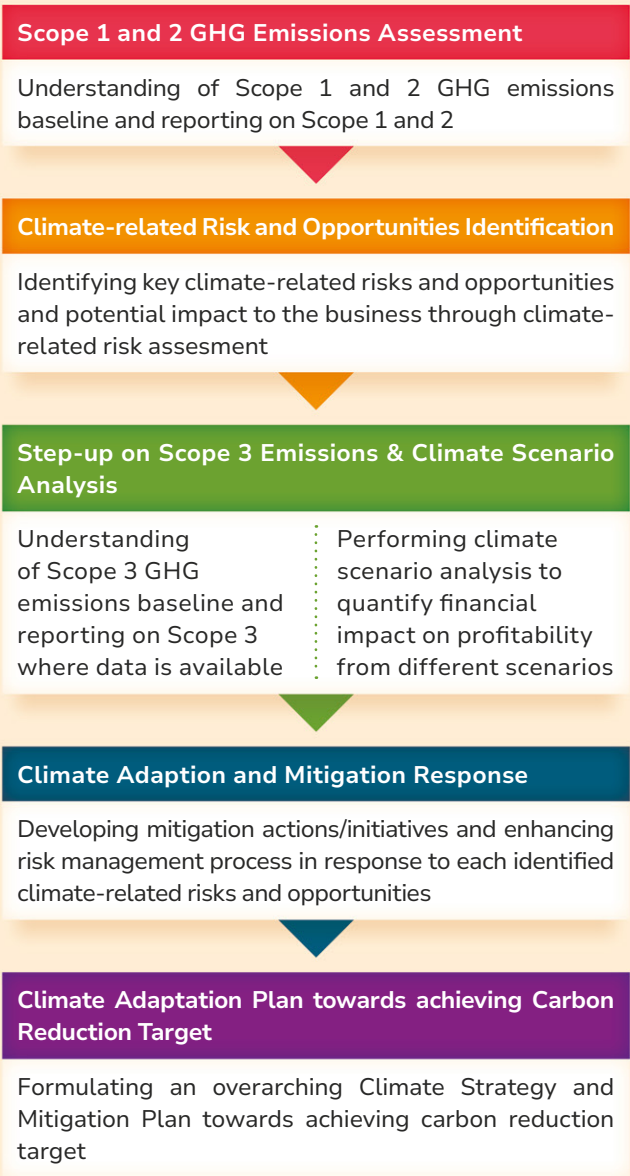 Scope 1 and 2 GHG Emissions Assessment
Understanding of Scope 1 and 2 GHG emissions
baseline and reporting on Scope 1 and 2
Climate-related Risk and Opportunities Identification
Identifying key climate-related risks and opportunities
and potential impact to the business through climate-
related risk assesment
Step-up on Scope 3 Emissions & Climate Scenario
Analysis
Understanding
of Scope 3 GHG
emissions baseline and
reporting on Scope 3
where data is available
Performing climate
scenario analysis to
quantify financial
impact on profitability
from different scenarios
Climate Adaption and Mitigation Response
Developing mitigation actions/initiatives and enhancing
risk management process in response to each identified
climate-related risks and opportunities
Climate Adaptation Plan towards achieving Carbon
Reduction Target
Formulating an overarching Climate Strategy and
Mitigation Plan towards achieving carbon reduction
target